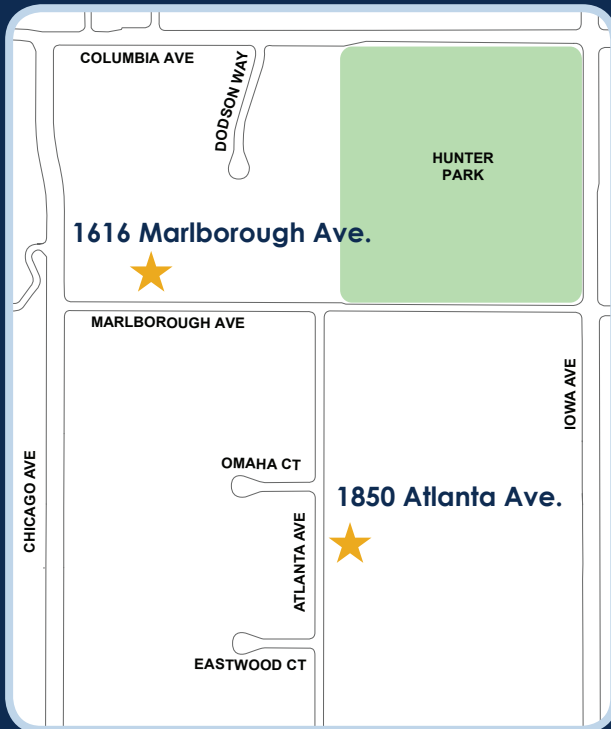 COLUMBIA AVE
DODSON WAY
HUNTER
PARK
1616 Marlborough Ave.
MARLBOROUGH AVE
IOWA AVE
OMAHA CT
1850 Atlanta Ave.
CHICAGO AVE
ATLANTA AVE
EASTWOOD CT